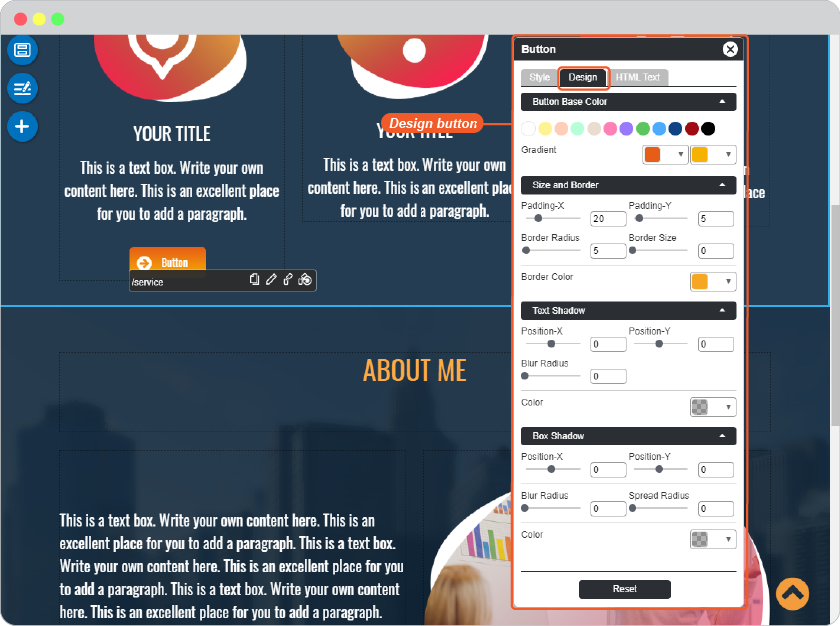 YOUR TITLE
This is a text box. Write your own
content here. This is an excellent place
for you to add a paragraph.
Button
/service
Design button
This is a text box. Write your own
content here. This is an excellent
for you to add a paragraph.
Button
Style
Design
HTML Text
Button Base Color
Gradient
Size and Border
Padding-X
20
Padding-Y
5
Border Radius
5
Border Size
0
Border Color
Text Shadow
Position-X
0
Position-Y
0
Blur Radius
0
Color
Box Shadow
Position-X
0
Position-Y
0
Blur Radius
0
Spread Radius
0
Color
Reset
ABOUT ME
This is a text box. Write your own content here. This is an
excellent place for you to add a paragraph. This is a text box.
Write your own content here. This is an excellent place for you
to add a paragraph. This is a text box. Write your own content
here. This is an excellent place for you to add a paragraph.